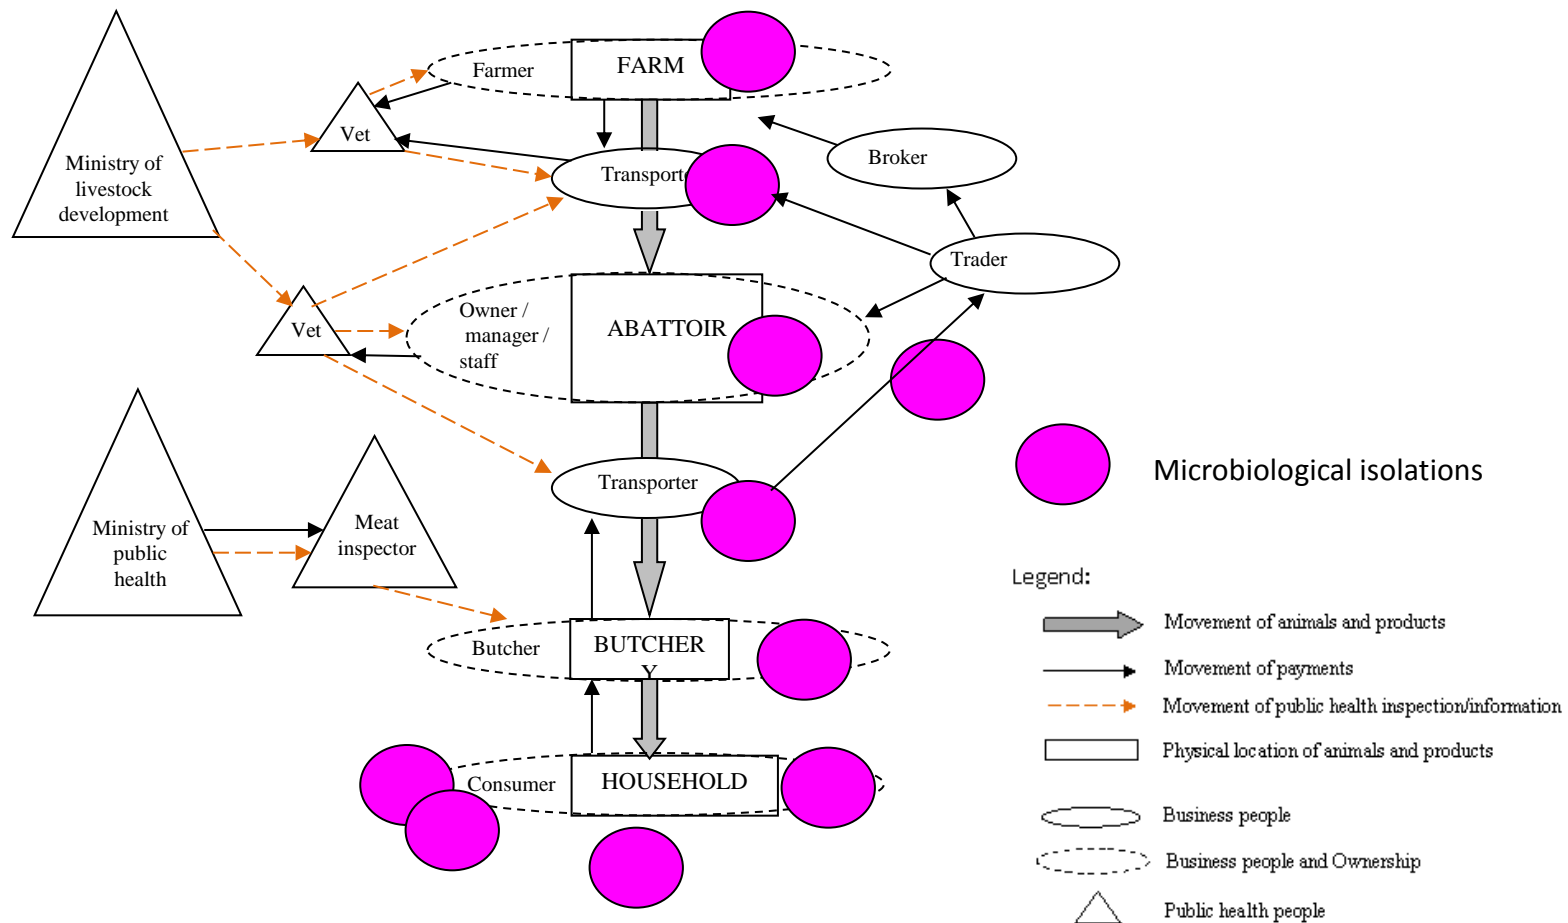 Farmer
FARM
Vet
Broker
Ministry of
livestock
development
Transporte
Trader
Vet
Owner /
manager /
staff
ABATTOIR
Transporter
Microbiological isolations
Ministry of
public
health
Meat
inspector
Butcher
BUTCHER
Y
Consumer
HOUSEHOLD
Legend:
Movement of animals and products
Movement of payments
Movement of public health inspection/information
Physical location of animals and products
Business people
Business people and Ownership
Public health people